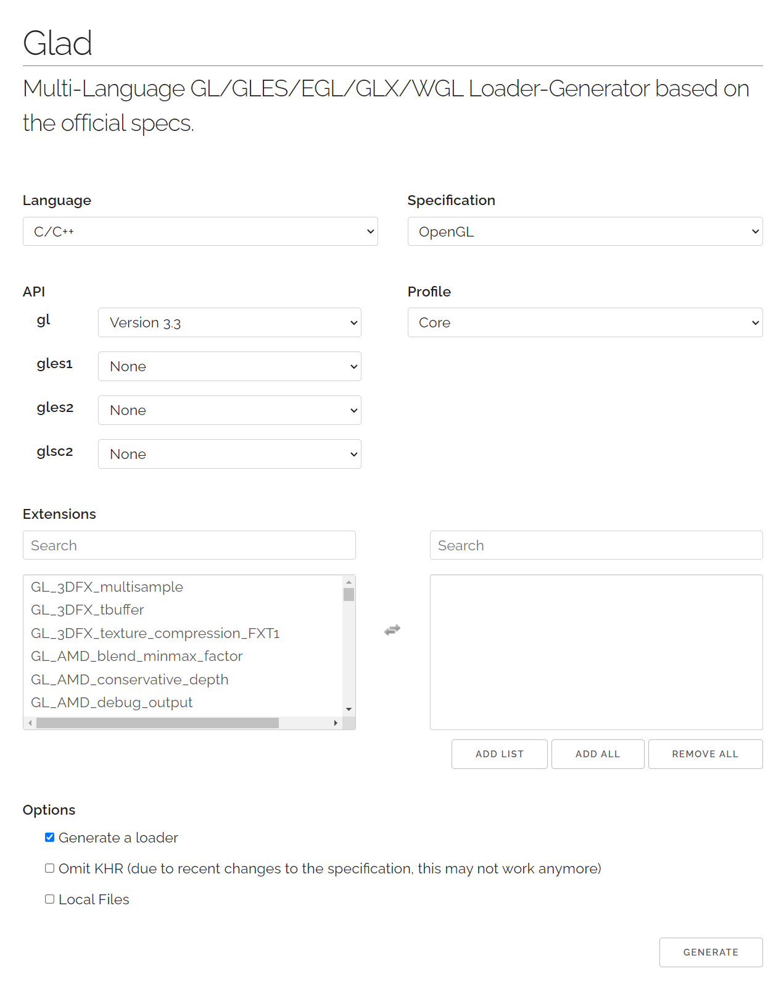 Glad
Multi-Language GL/GLES/EGL/GLX/WGL Loader-Generator based on
the official specs.
Language
Specification
C/C++
OpenGL
API
Profile
gl
Version 3.3
Core
gles1
None
gles2
None
glsc2
None
Extensions
Search
Search
GL_3DFX_multisample
GL_3DFX_tbuffer
GL_3DFX_texture_compression_FXT1
GL_AMD_blend_minmax_factor
GL_AMD_conservative_depth
GL_AMD_debug_output
ADD LIST
ADD ALL
REMOVE ALL
Options
Generate a loader
Omit KHR (due to recent changes to the specification, this may not work anymore)
Local Files
GENERATE